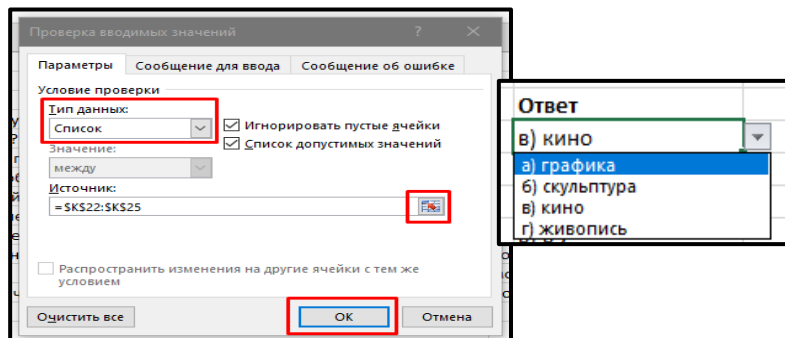 Проверка вводимых значений ? ×
Параметры Сообщение для ввода Сообщение об ошибке
Условие проверки
Тип данных:
Список
Игнорировать пустые ячейки
Значение:
Список допустимых значений
между
Источник:
=$K$22:$K$25
Распространить изменения на другие ячейки с тем же условием
Очистить все ОК Отмена
Ответ
в) кино
а) графика
б) скульптура
в) кино
г) живопись